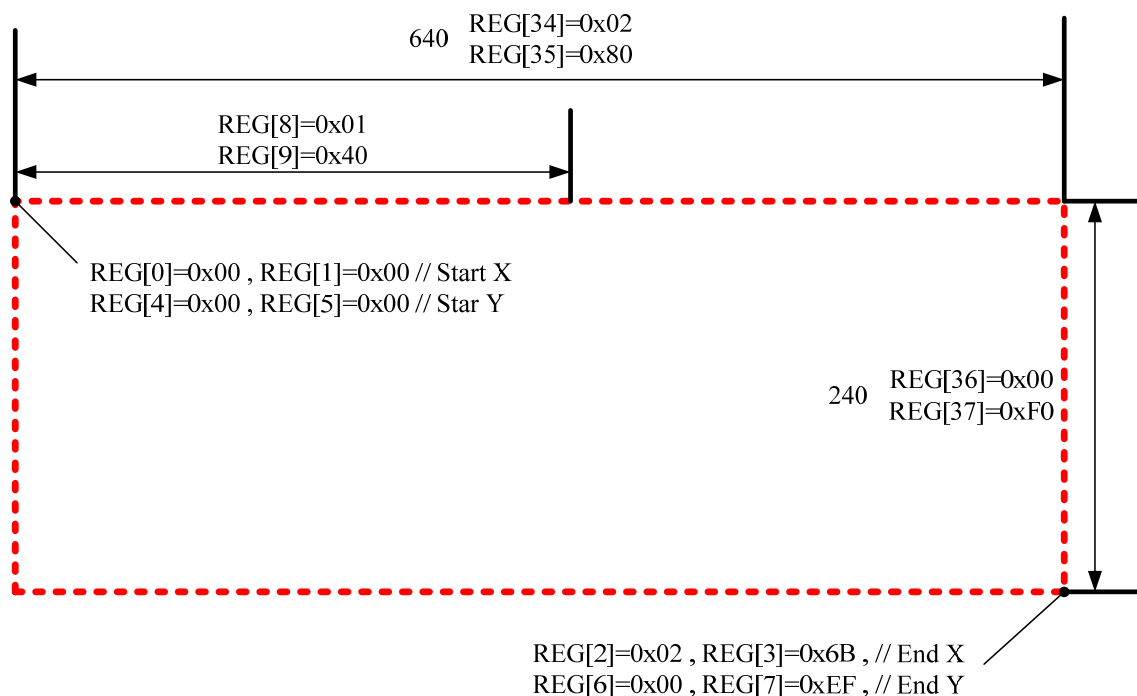 640
REG[34]=0x02
REG[35]=0x80
REG[8]=0x01
REG[9]=0x40
REG[0]=0x00 , REG[1]=0x00 // Start X
REG[4]=0x00 , REG[5]=0x00 // Star Y
240
REG[36]=0x00
REG[37]=0xF0
REG[2]=0x02 , REG[3]=0x6B , // End X
REG[6]=0x00 , REG[7]=0xEF , // End Y